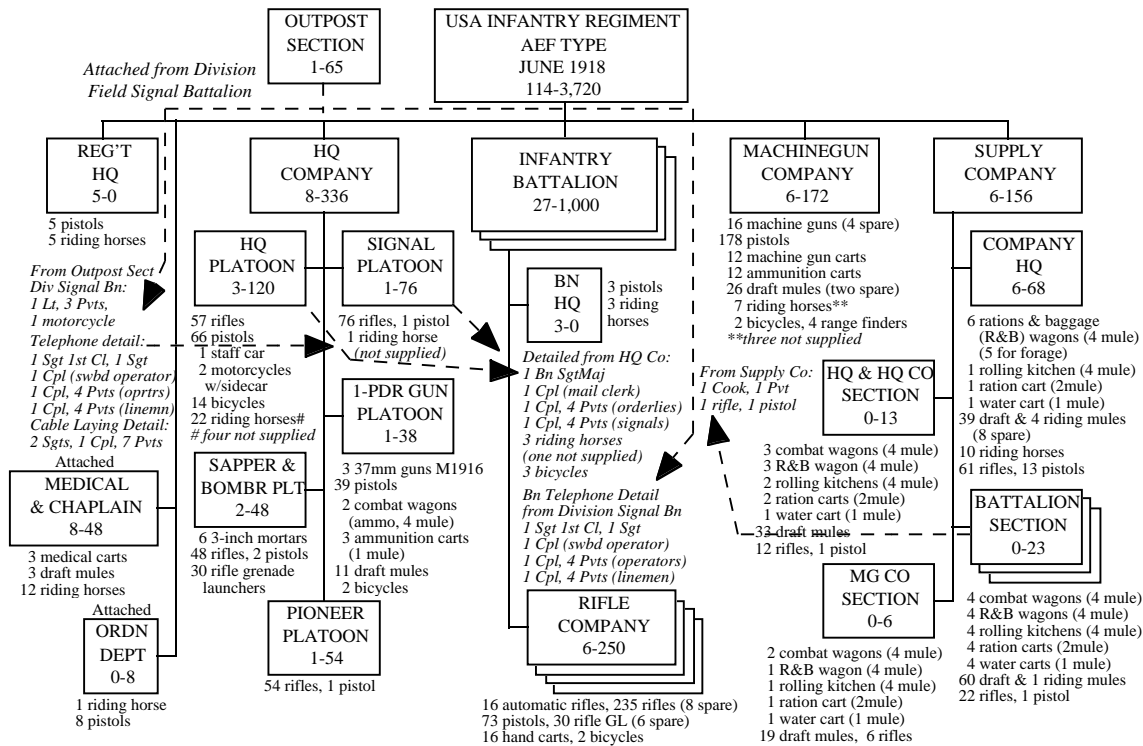 OUTPOST
SECTION
1-65
USA INFANTRY REGIMENT
AEF TYPE
JUNE 1918
114-3,720
Attached from Division
Field Signal Battalion
REG'T
HQ
5-0
5 pistols
5 riding horses
HQ
COMPANY
8-336
INFANTRY
BATTALION
27-1,000
MACHINEGUN
COMPANY
6-172
16 machine guns (4 spare)
178 pistols
12 machine gun carts
12 ammunition carts
26 draft mules (two spare)
7 riding horses**
2 bicycles, 4 range finders
**three not supplied
SUPPLY
COMPANY
6-156
From Outpost Sect
Div Signal Bn:
1 Lt, 3 Pvts,
1 motorcycle
Telephone detail:
1 Sgt 1st Cl, 1 Sgt
1 Cpl (swbd operator)
1 Cpl, 4 Pvts (oprtrs)
1 Cpl, 4 Pvts (linemn)
Cable Laying Detail:
2 Sgts, 1 Cpl, 7 Pvts
Attached
MEDICAL
& CHAPLAIN
8-48
3 medical carts
3 draft mules
12 riding horses
Attached
ORDN
DEPT
0-8
1 riding horse
8 pistols
HQ
PLATOON
3-120
57 rifles
66 pistols
1 staff car
2 motorcycles
w/sidecar
14 bicycles
22 riding horses#
# four not supplied
SIGNAL
PLATOON
1-76
76 rifles, 1 pistol
1 riding horse
(not supplied)
1-PDR GUN
PLATOON
1-38
3 37mm guns M1916
39 pistols
2 combat wagons
(ammo, 4 mule)
3 ammunition carts
(1 mule)
11 draft mules
2 bicycles
SAPPER &
BOMBR PLT
2-48
6 3-inch mortars
48 rifles, 2 pistols
30 rifle grenade
launchers
PIONEER
PLATOON
1-54
54 rifles, 1 pistol
BN
HQ
3-0
3 pistols
3 riding
horses
Detailed from HQ Co:
1 Bn SgtMaj
1 Cpl (mail clerk)
1 Cpl, 4 Pvts (orderlies)
1 Cpl, 4 Pvts (signals)
3 riding horses
(one not supplied)
3 bicycles
Bn Telephone Detail
from Division Signal Bn
1 Sgt 1st Cl, 1 Sgt
1 Cpl (swbd operator)
1 Cpl, 4 Pvts (operators)
1 Cpl, 4 Pvts (linemen)
RIFLE
COMPANY
6-250
16 automatic rifles, 235 rifles (8 spare)
73 pistols, 30 rifle GL (6 spare)
16 hand carts, 2 bicycles
From Supply Co:
1 Cook, 1 Pvt
1 rifle, 1 pistol
HQ & HQ CO
SECTION
0-13
3 combat wagons (4 mule)
3 R&B wagon (4 mule)
2 rolling kitchens (4 mule)
2 ration carts (2mule)
1 water cart (1 mule)
33 draft mules
12 rifles, 1 pistol
MG CO
SECTION
0-6
2 combat wagons (4 mule)
1 R&B wagon (4 mule)
1 rolling kitchen (4 mule)
1 ration cart (2mule)
1 water cart (1 mule)
19 draft mules, 6 rifles
COMPANY
HQ
6-68
6 rations & baggage
(R&B) wagons (4 mule)
(5 for forage)
1 rolling kitchen (4 mule)
1 ration cart (2mule)
1 water cart (1 mule)
39 draft & 4 riding mules
(8 spare)
10 riding horses
61 rifles, 13 pistols
BATTALION
SECTION
0-23
4 combat wagons (4 mule)
4 R&B wagons (4 mule)
4 rolling kitchens (4 mule)
4 ration carts (2mule)
4 water carts (1 mule)
60 draft & 1 riding mules
22 rifles, 1 pistol